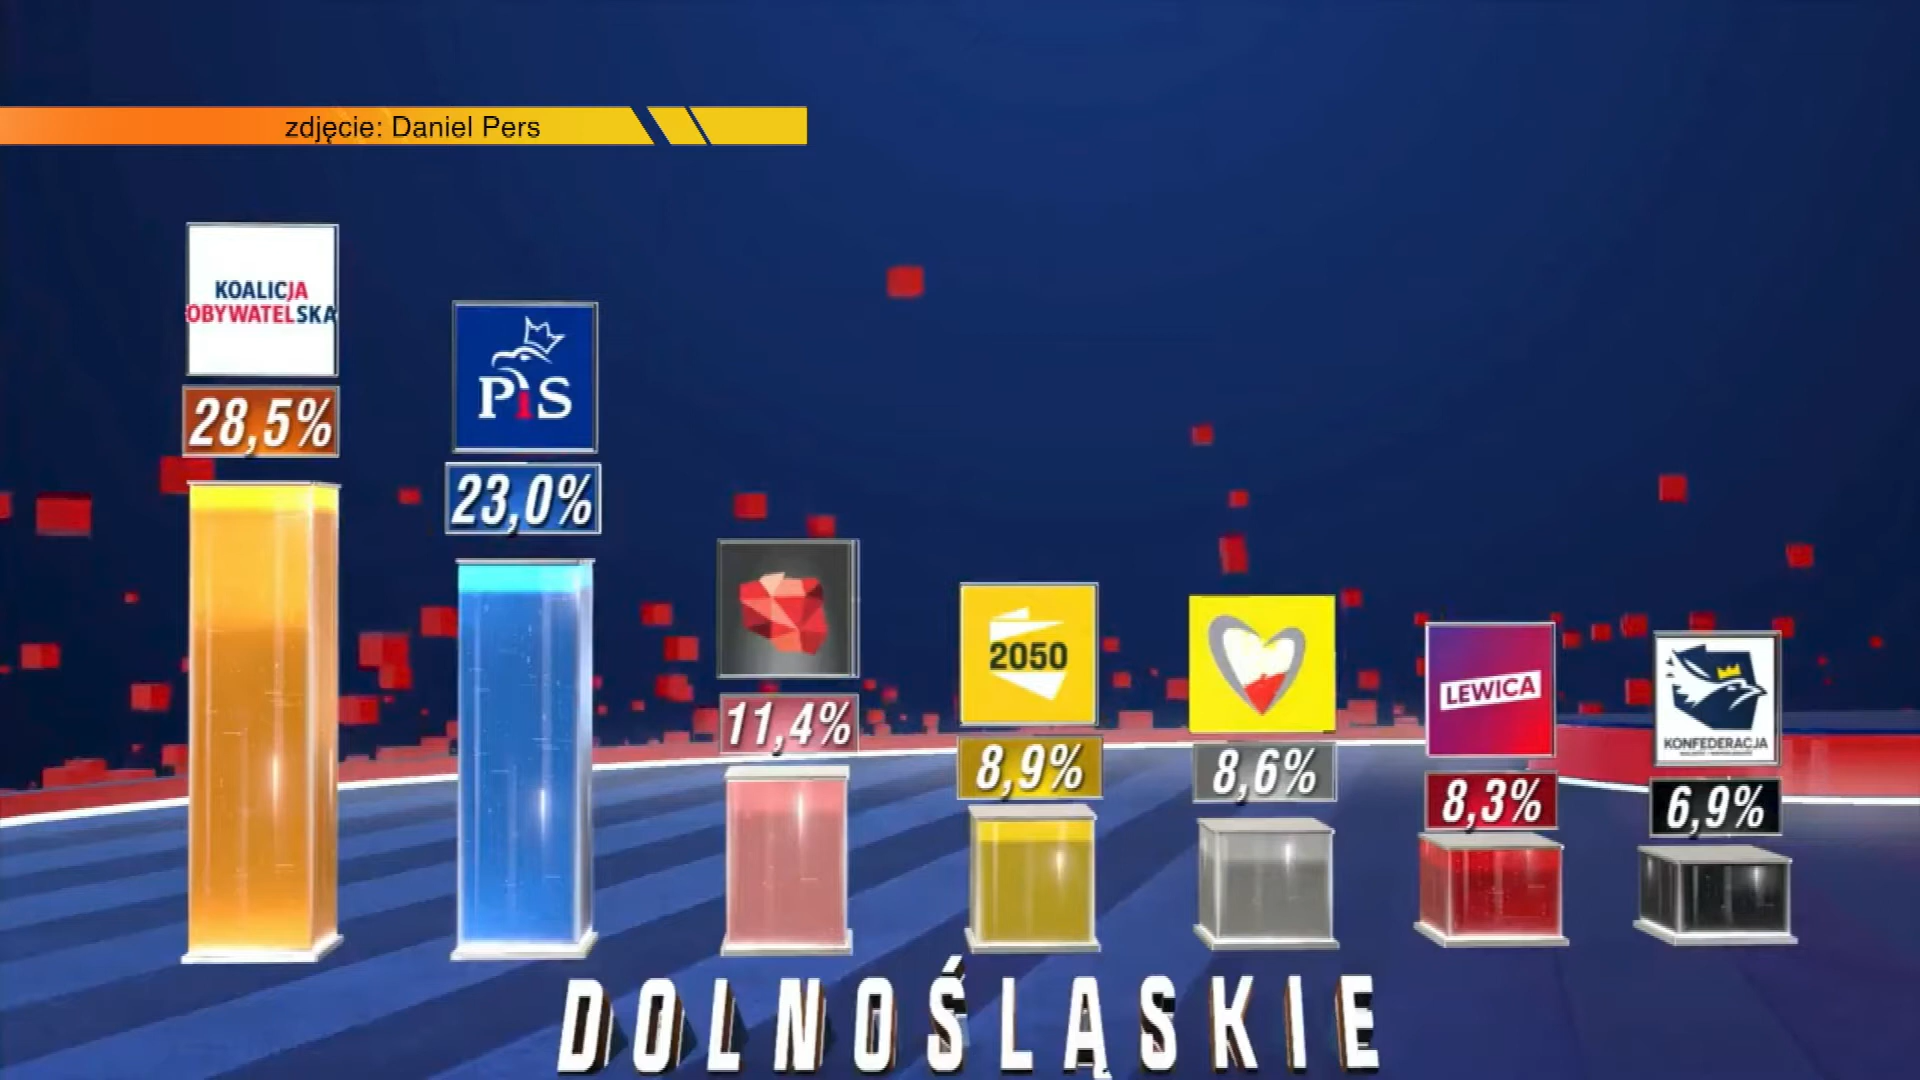 zdjęcie: Daniel Pers
KOALICJA
OBYWATELSKA
28,5%
PiS
23,0%
11,4%
2050
8,9%
8,6%
LEWICA
8,3%
KONFEDERACJA
6,9%
DOLNOŚLĄSKIE